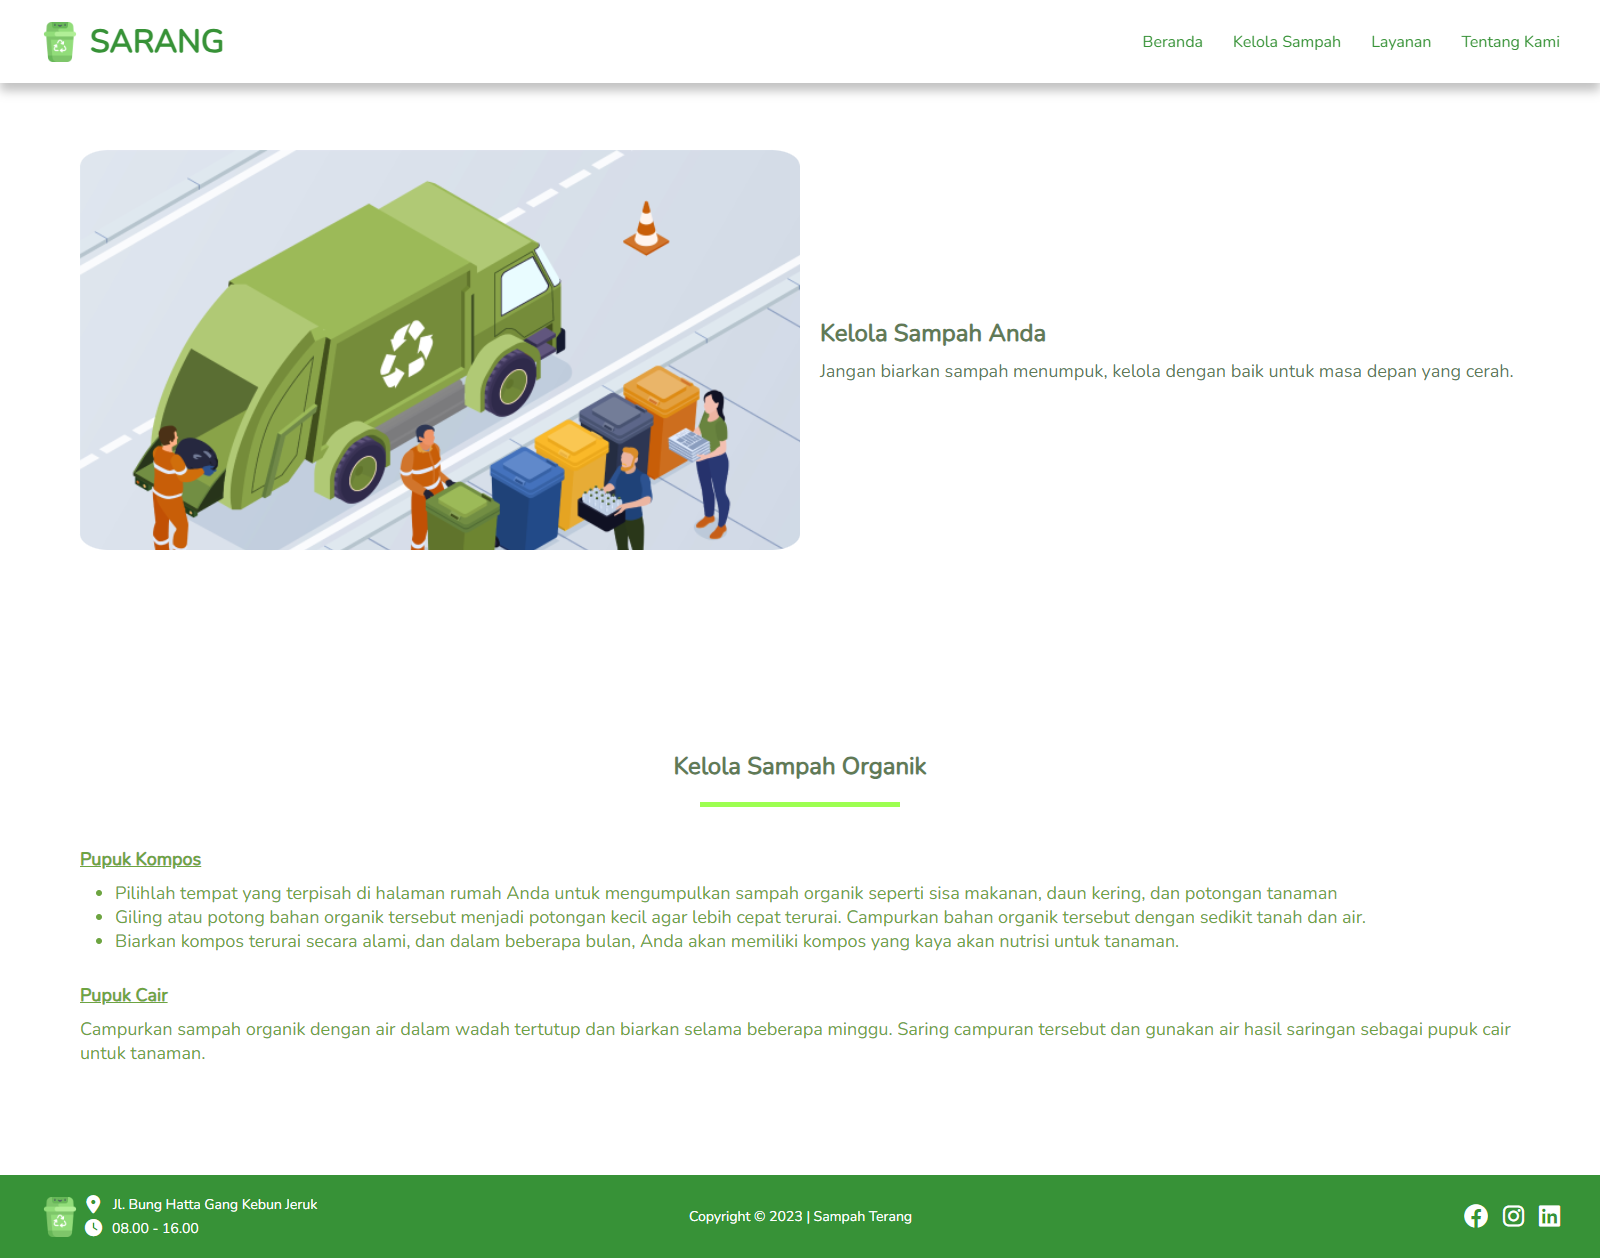 SARANG
Beranda Kelola Sampah Layanan Tentang Kami
Kelola Sampah Anda
Jangan biarkan sampah menumpuk, kelola dengan baik untuk masa depan yang cerah.
Kelola Sampah Organik
Pupuk Kompos
• Pilihlah tempat yang terpisah di halaman rumah Anda untuk mengumpulkan sampah organik seperti sisa makanan, daun kering, dan potongan tanaman
• Giling atau potong bahan organik tersebut menjadi potongan kecil agar lebih cepat terurai. Campurkan bahan organik tersebut dengan sedikit tanah dan air.
• Biarkan kompos terurai secara alami, dan dalam beberapa bulan, Anda akan memiliki kompos yang kaya akan nutrisi untuk tanaman.
Pupuk Cair
Campurkan sampah organik dengan air dalam wadah tertutup dan biarkan selama beberapa minggu. Saring campuran tersebut dan gunakan air hasil saringan sebagai pupuk cair
untuk tanaman.
Jl. Bung Hatta Gang Kebun Jeruk
08.00 - 16.00
Copyright © 2023 | Sampah Terang